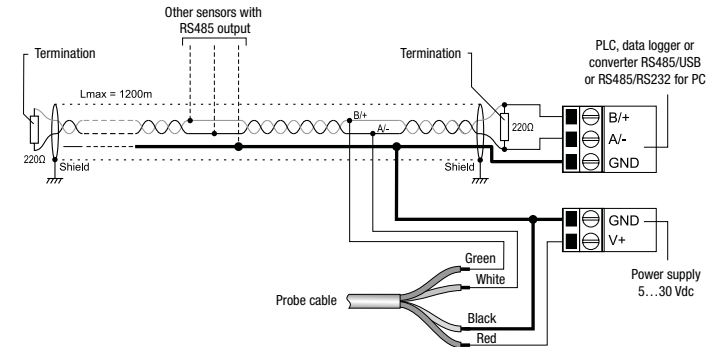 Other sensors with
RS485 output
Termination
Termination
PLC, data logger or
converter RS485/USB
or RS485/RS232 for PC
Lmax = 1200m
B/+
A/-
220Ω
220Ω
Shield
Shield
B/+
A/-
GND
GND
V+
Power supply
5…30 Vdc
Green
White
Probe cable
Black
Red